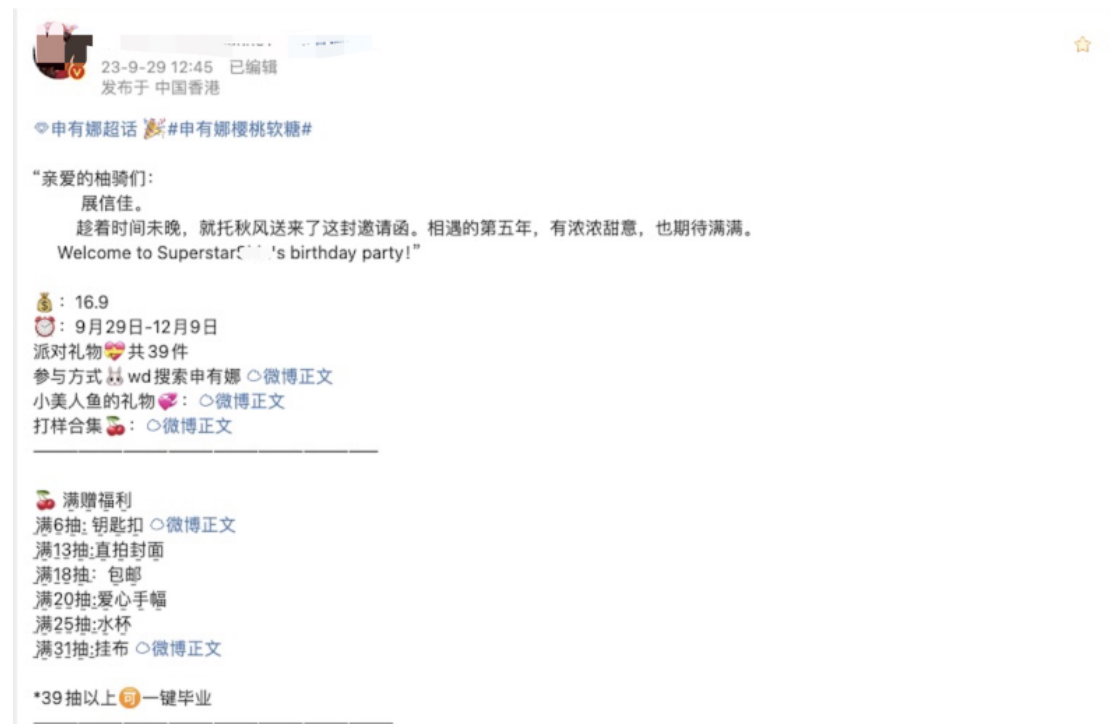 23-9-29 12:45 已编辑
发布于 中国香港
申有娜超话 🎉#申有娜樱桃软糖#
“亲爱的柚骑们：
展信佳。
趁着时间未晚，就托秋风送来了这封邀请函。相遇的第五年，有浓浓甜意，也期待满满。
Welcome to Superstar 's birthday party!”
💰：16.9
⏰：9月29日-12月9日
派对礼物💝共39件
参与方式🐰wd搜索申有娜 微博正文
小美人鱼的礼物💞：微博正文
打样合集🍒：微博正文
🍒 满赠福利
满6抽: 钥匙扣 微博正文
满13抽:直拍封面
满18抽：包邮
满20抽:爱心手幅
满25抽:水杯
满31抽:挂布 微博正文
*39抽以上🉑一键毕业